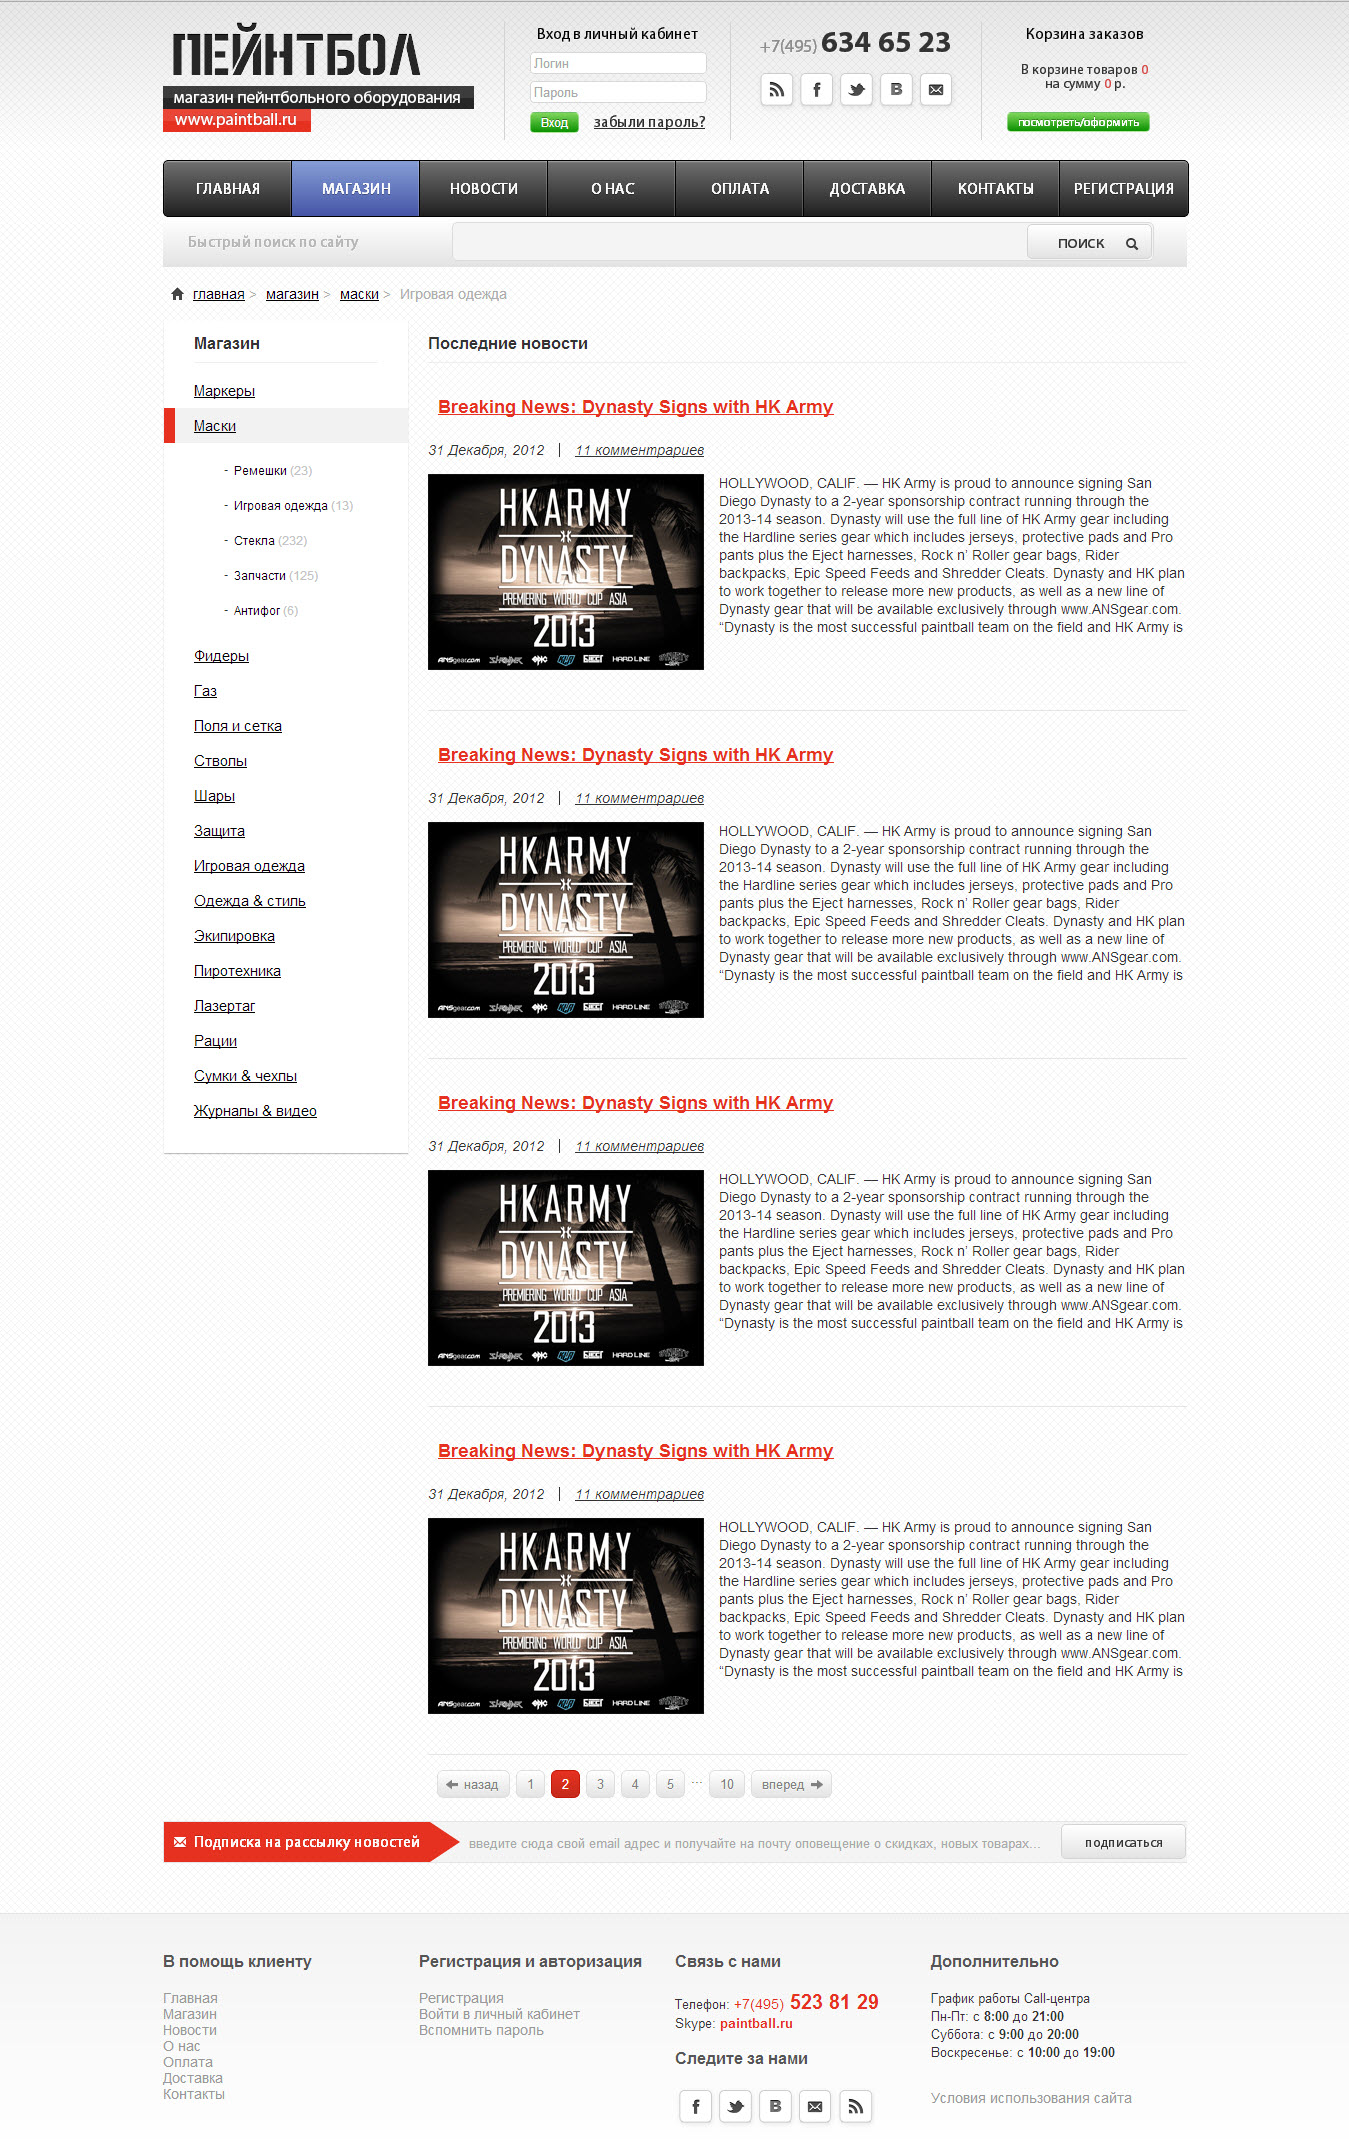 ПЕЙНТБОЛ
магазин пейнтбольного оборудования
www.paintball.ru
Вход в личный кабинет
Логин
Пароль
Вход
забыли пароль?
+7(495) 634 65 23
Корзина заказов
В корзине товаров 0
на сумму 0 р.
посмотреть/оформить
ГЛАВНАЯ
МАГАЗИН
НОВОСТИ
О НАС
ОПЛАТА
ДОСТАВКА
КОНТАКТЫ
РЕГИСТРАЦИЯ
Быстрый поиск по сайту
ПОИСК
главная > магазин > маски > Игровая одежда
Магазин
Маркеры
Маски
- Ремешки (23)
- Игровая одежда (13)
- Стекла (232)
- Запчасти (125)
- Антифог (6)
Фидеры
Газ
Поля и сетка
Стволы
Шары
Защита
Игровая одежда
Одежда & стиль
Экипировка
Пиротехника
Лазертаг
Рации
Сумки & чехлы
Журналы & видео
Последние новости
Breaking News: Dynasty Signs with HK Army
31 Декабря, 2012 | 11 комментрариев
HKARMY
DYNASTY
PREMIERING WORLD CUP ASIA
2013
ANSgear.com
HARDLINE
HOLLYWOOD, CALIF. — HK Army is proud to announce signing San
Diego Dynasty to a 2-year sponsorship contract running through the
2013-14 season. Dynasty will use the full line of HK Army gear including
the Hardline series gear which includes jerseys, protective pads and Pro
pants plus the Eject harnesses, Rock n' Roller gear bags, Rider
backpacks, Epic Speed Feeds and Shredder Cleats. Dynasty and HK plan
to work together to release more new products, as well as a new line of
Dynasty gear that will be available exclusively through www.ANSgear.com.
“Dynasty is the most successful paintball team on the field and HK Army is
Breaking News: Dynasty Signs with HK Army
31 Декабря, 2012 | 11 комментрариев
HKARMY
DYNASTY
PREMIERING WORLD CUP ASIA
2013
ANSgear.com
HARDLINE
HOLLYWOOD, CALIF. — HK Army is proud to announce signing San
Diego Dynasty to a 2-year sponsorship contract running through the
2013-14 season. Dynasty will use the full line of HK Army gear including
the Hardline series gear which includes jerseys, protective pads and Pro
pants plus the Eject harnesses, Rock n' Roller gear bags, Rider
backpacks, Epic Speed Feeds and Shredder Cleats. Dynasty and HK plan
to work together to release more new products, as well as a new line of
Dynasty gear that will be available exclusively through www.ANSgear.com.
“Dynasty is the most successful paintball team on the field and HK Army is
Breaking News: Dynasty Signs with HK Army
31 Декабря, 2012 | 11 комментрариев
HKARMY
DYNASTY
PREMIERING WORLD CUP ASIA
2013
ANSgear.com
HARDLINE
HOLLYWOOD, CALIF. — HK Army is proud to announce signing San
Diego Dynasty to a 2-year sponsorship contract running through the
2013-14 season. Dynasty will use the full line of HK Army gear including
the Hardline series gear which includes jerseys, protective pads and Pro
pants plus the Eject harnesses, Rock n' Roller gear bags, Rider
backpacks, Epic Speed Feeds and Shredder Cleats. Dynasty and HK plan
to work together to release more new products, as well as a new line of
Dynasty gear that will be available exclusively through www.ANSgear.com.
“Dynasty is the most successful paintball team on the field and HK Army is
Breaking News: Dynasty Signs with HK Army
31 Декабря, 2012 | 11 комментрариев
HKARMY
DYNASTY
PREMIERING WORLD CUP ASIA
2013
ANSgear.com
HARDLINE
HOLLYWOOD, CALIF. — HK Army is proud to announce signing San
Diego Dynasty to a 2-year sponsorship contract running through the
2013-14 season. Dynasty will use the full line of HK Army gear including
the Hardline series gear which includes jerseys, protective pads and Pro
pants plus the Eject harnesses, Rock n' Roller gear bags, Rider
backpacks, Epic Speed Feeds and Shredder Cleats. Dynasty and HK plan
to work together to release more new products, as well as a new line of
Dynasty gear that will be available exclusively through www.ANSgear.com.
“Dynasty is the most successful paintball team on the field and HK Army is
назад 1 2 3 4 5 ... 10 вперед
Подписка на рассылку новостей
введите сюда свой email адрес и получайте на почту оповещение о скидках, новых товарах...
подписаться
В помощь клиенту
Главная
Магазин
Новости
О нас
Оплата
Доставка
Контакты
Регистрация и авторизация
Регистрация
Войти в личный кабинет
Вспомнить пароль
Связь с нами
Телефон: +7(495) 523 81 29
Skype: paintball.ru
Следите за нами
Дополнительно
График работы Call-центра
Пн-Пт: с 8:00 до 21:00
Суббота: с 9:00 до 20:00
Воскресенье: с 10:00 до 19:00
Условия использования сайта